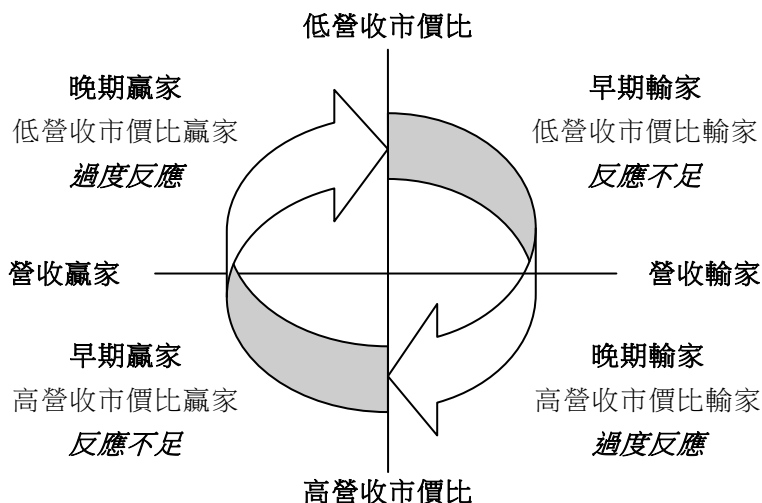 低營收市價比
晚期贏家
低營收市價比贏家
過度反應
早期輸家
低營收市價比輸家
反應不足
營收贏家
營收輸家
早期贏家
高營收市價比贏家
反應不足
晚期輸家
高營收市價比輸家
過度反應
高營收市價比